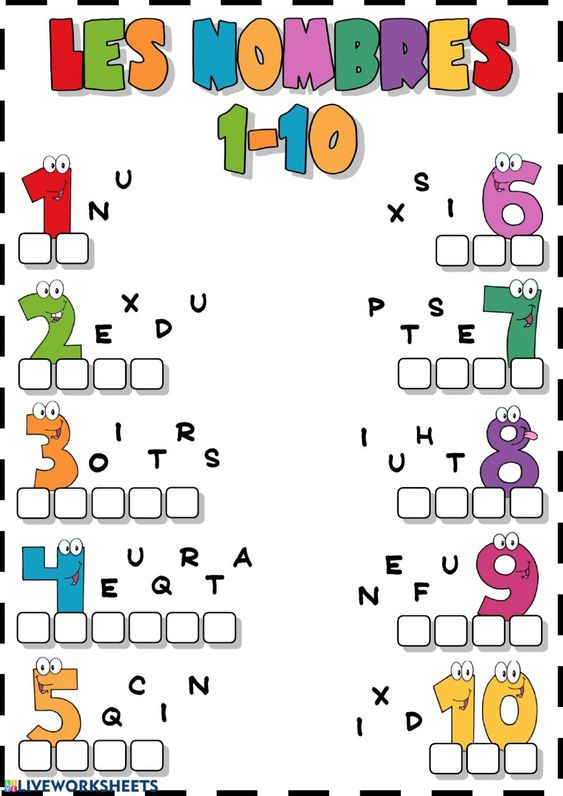 LES NOMBRES
1-10
1 U N
S X I 6
2 X U E D
P S T E 7
3 I R O T S
I H U T 8
4 U R A E Q T
E U N F 9
5 C N Q I
X I D 10
LIVEWORKSHEETS